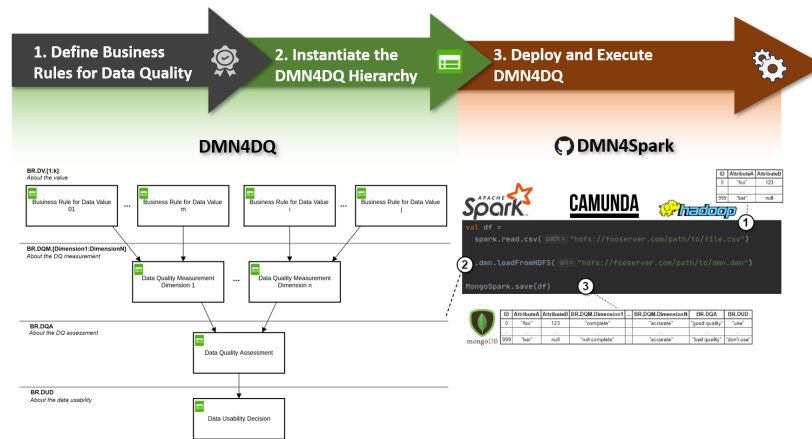 1. Define Business
Rules for Data Quality
2. Instantiate the
DMN4DQ Hierarchy
3. Deploy and Execute
DMN4DQ
DMN4DQ
DMN4Spark
BR.DV.[1:k]
About the value
Business Rule for Data Value
01
...
Business Rule for Data Value
m
Business Rule for Data Value
i
...
Business Rule for Data Value
j
BR.DQM.[Dimension1:DimensionN]
About the DQ measurement
Data Quality Measurement
Dimension 1
...
Data Quality Measurement
Dimension n
BR.DQA
About the DQ assessment
Data Quality Assessment
BR.DUD
About the data usability
Data Usability Decision
APACHE
Spark
CAMUNDA
hadoop
ID AttributeA AttributeB
0 "foo" 123
... ... ...
999 "bar" null
1
val df =
spark.read.csv( path = "hdfs://fooserver.com/path/to/file.csv")
2
.dmn.loadFromHDFS( uri = "hdfs://fooserver.com/path/to/dmn.dmn")
3
MongoSpark.save(df)
mongoDB
ID AttributeA AttributeB BR.DQM.Dimension1 ... BR.DQM.DimensionN BR.DQA BR.DUD
0 "foo" 123 "complete" "accurate" "good quality" "use"
... ... ... ... ... ... ...
999 "bar" null "not complete" "accurate" "bad quality" "don't use"